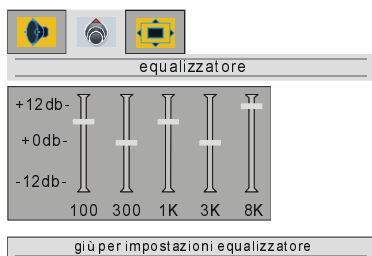 equalizzatore
+12db-
+0db-
-12db-
100 300 1K 3K 8K
giù per impostazioni equalizzatore